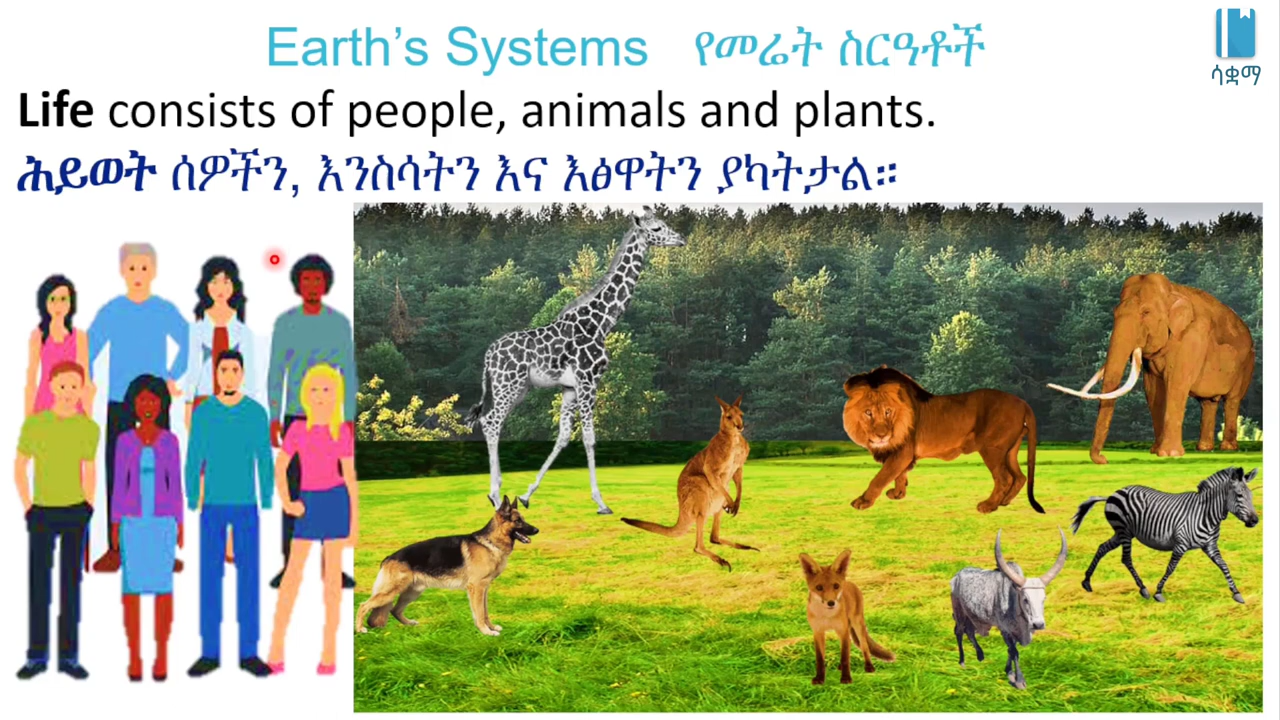 Earth's Systems የመሬት ስርዓቶች
ሳቋማ
Life consists of people, animals and plants.
ሕይወት ሰዎችን, እንስሳትን እና እፅዋትን ያካትታል።